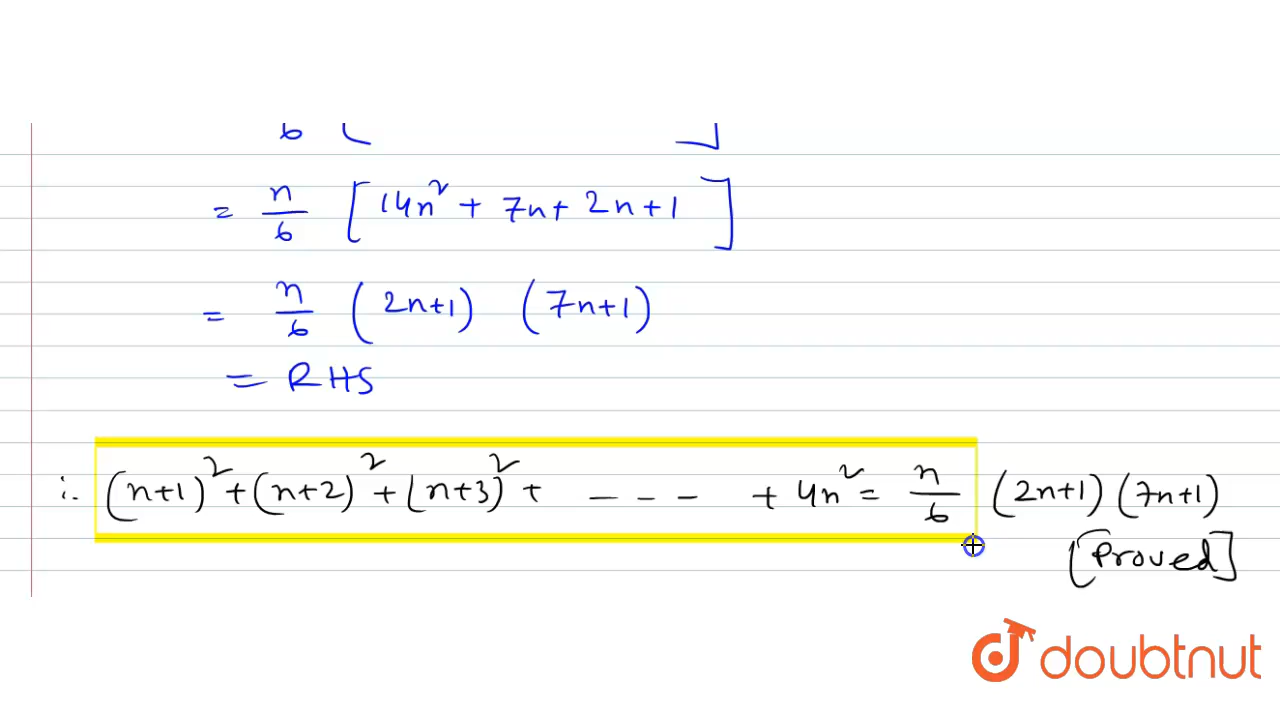 6 [ ]
= n/6 [14n² + 7n + 2n + 1]
= n/6 (2n+1) (7n+1)
= RHS
∴ (n+1)² + (n+2)² + (n+3)² + - - - + 4n² = n/6 (2n+1) (7n+1)
[Proved]
doubtnut